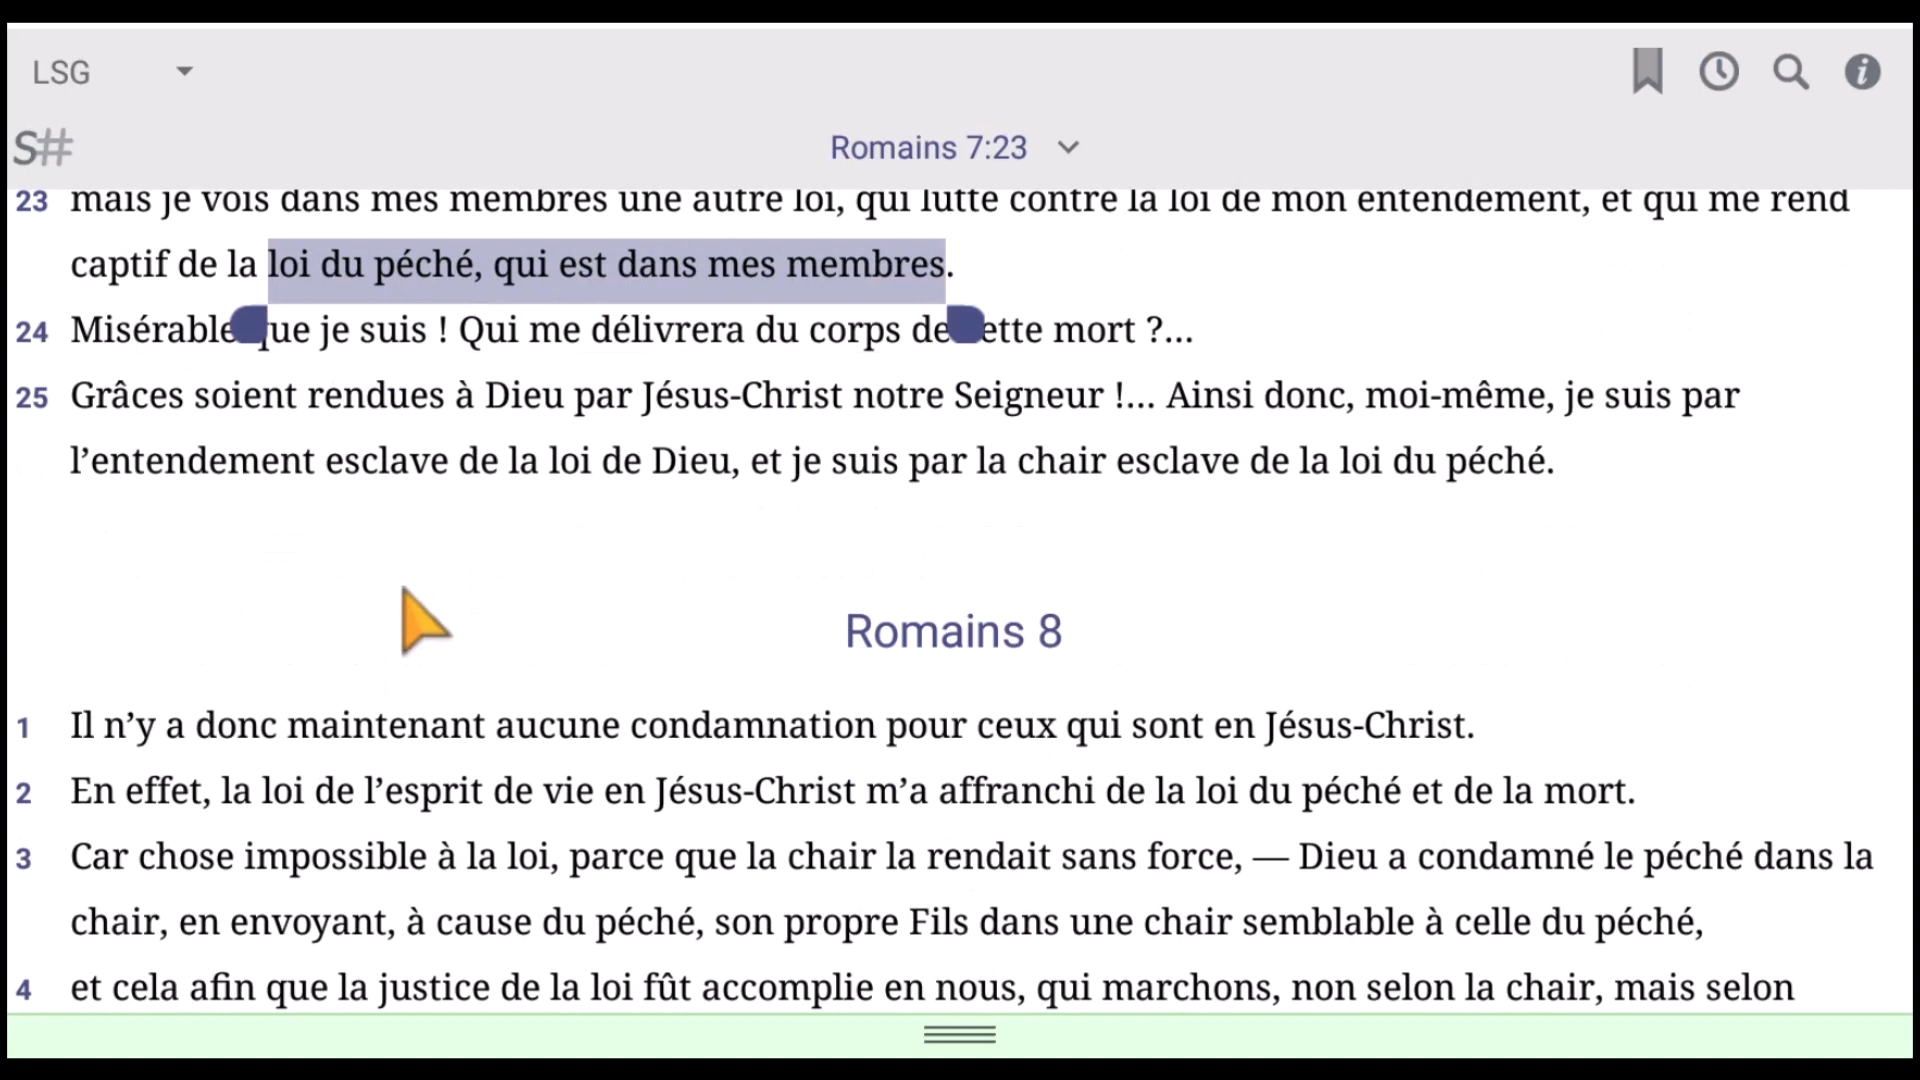 LSG
S#
Romains 7:23
23 mais je vois dans mes membres une autre loi, qui lutte contre la loi de mon entendement, et qui me rend
captif de la loi du péché, qui est dans mes membres.
24 Misérable que je suis ! Qui me délivrera du corps de cette mort ?...
25 Grâces soient rendues à Dieu par Jésus-Christ notre Seigneur !... Ainsi donc, moi-même, je suis par
l’entendement esclave de la loi de Dieu, et je suis par la chair esclave de la loi du péché.
Romains 8
1 Il n’y a donc maintenant aucune condamnation pour ceux qui sont en Jésus-Christ.
2 En effet, la loi de l’esprit de vie en Jésus-Christ m’a affranchi de la loi du péché et de la mort.
3 Car chose impossible à la loi, parce que la chair la rendait sans force, — Dieu a condamné le péché dans la
chair, en envoyant, à cause du péché, son propre Fils dans une chair semblable à celle du péché,
4 et cela afin que la justice de la loi fût accomplie en nous, qui marchons, non selon la chair, mais selon